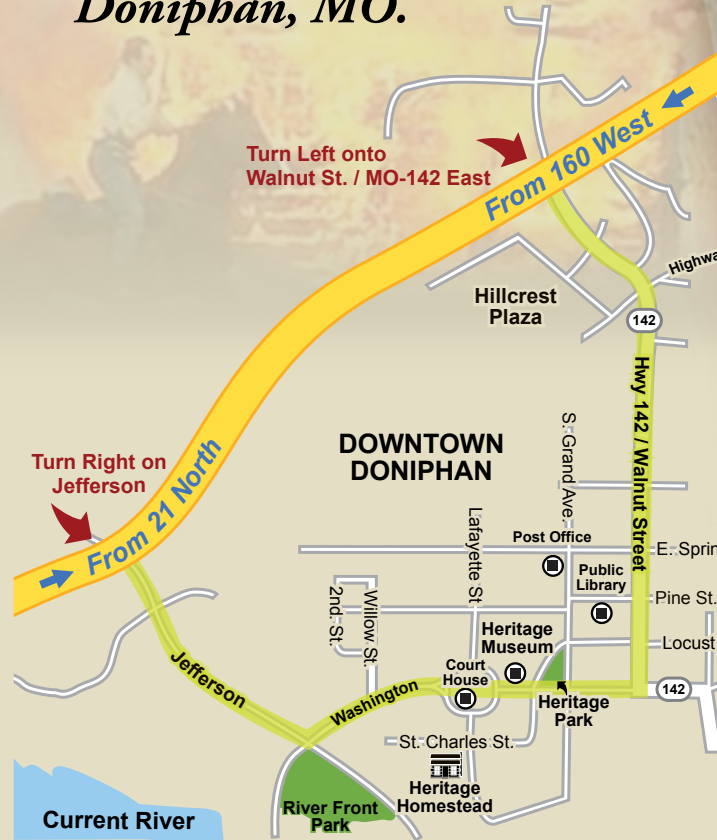 Doniphan, MO.
Turn Left onto
Walnut St. / MO-142 East
From 160 West
Hillcrest
Plaza
142
Hwy 142 / Walnut Street
DOWNTOWN
DONIPHAN
Turn Right on
Jefferson
From 21 North
S. Grand Ave.
Lafayette St
Post Office
E.
Public
Library
Pine St.
2nd. St.
Willow St.
Heritage
Museum
Locust
Court
House
142
Jefferson
Washington
Heritage
Park
St. Charles St.
Heritage
Homestead
River Front
Park
Current River